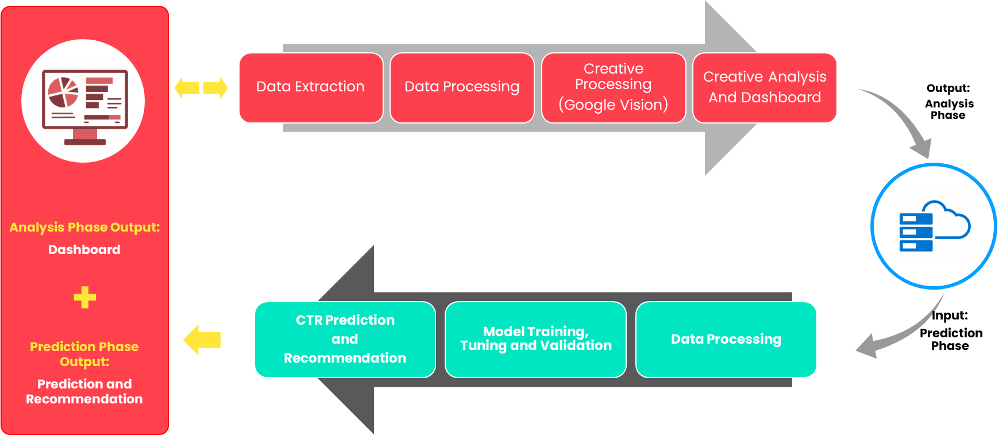 Analysis Phase Output:
Dashboard
Prediction Phase
Output:
Prediction and
Recommendation
Data Extraction
Data Processing
Creative
Processing
(Google Vision)
Creative Analysis
And Dashboard
Output:
Analysis
Phase
Input:
Prediction
Phase
CTR Prediction
and
Recommendation
Model Training,
Tuning and Validation
Data Processing